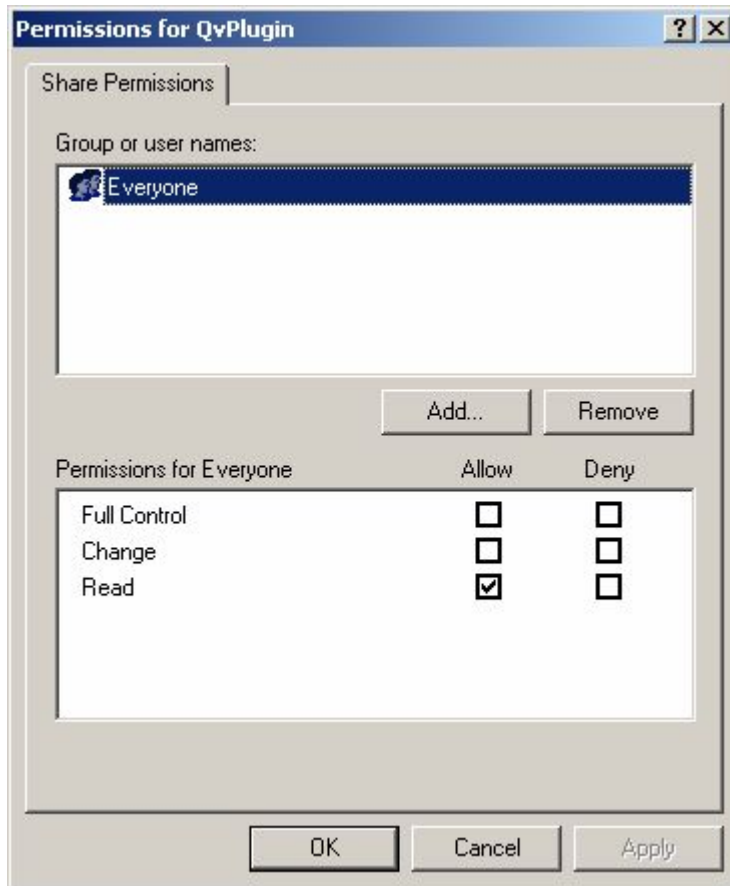 Permissions for QvPlugin
Share Permissions
Group or user names:
Everyone
Add... Remove
Permissions for Everyone Allow Deny
Full Control
Change
Read
OK Cancel Apply